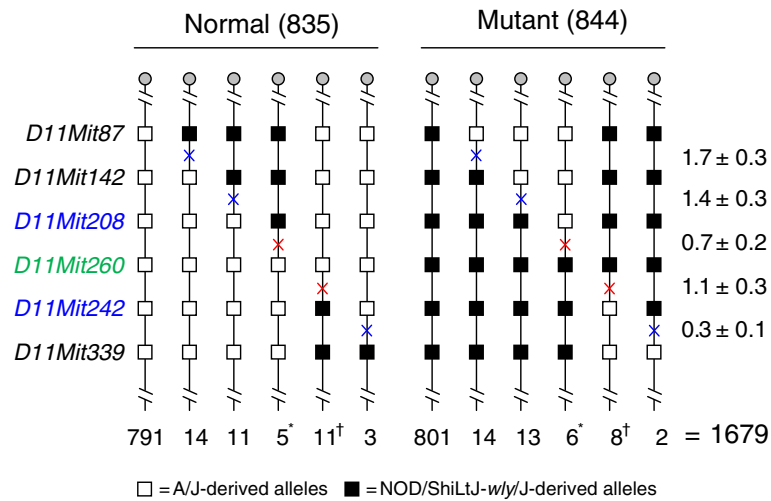 Normal (835) Mutant (844)
D11Mit87
1.7 ± 0.3
D11Mit142
1.4 ± 0.3
D11Mit208
0.7 ± 0.2
D11Mit260
1.1 ± 0.3
D11Mit242
0.3 ± 0.1
D11Mit339
791 14 11 5* 11† 3 801 14 13 6* 8† 2 = 1679
= A/J-derived alleles = NOD/ShiLtJ-wly/J-derived alleles